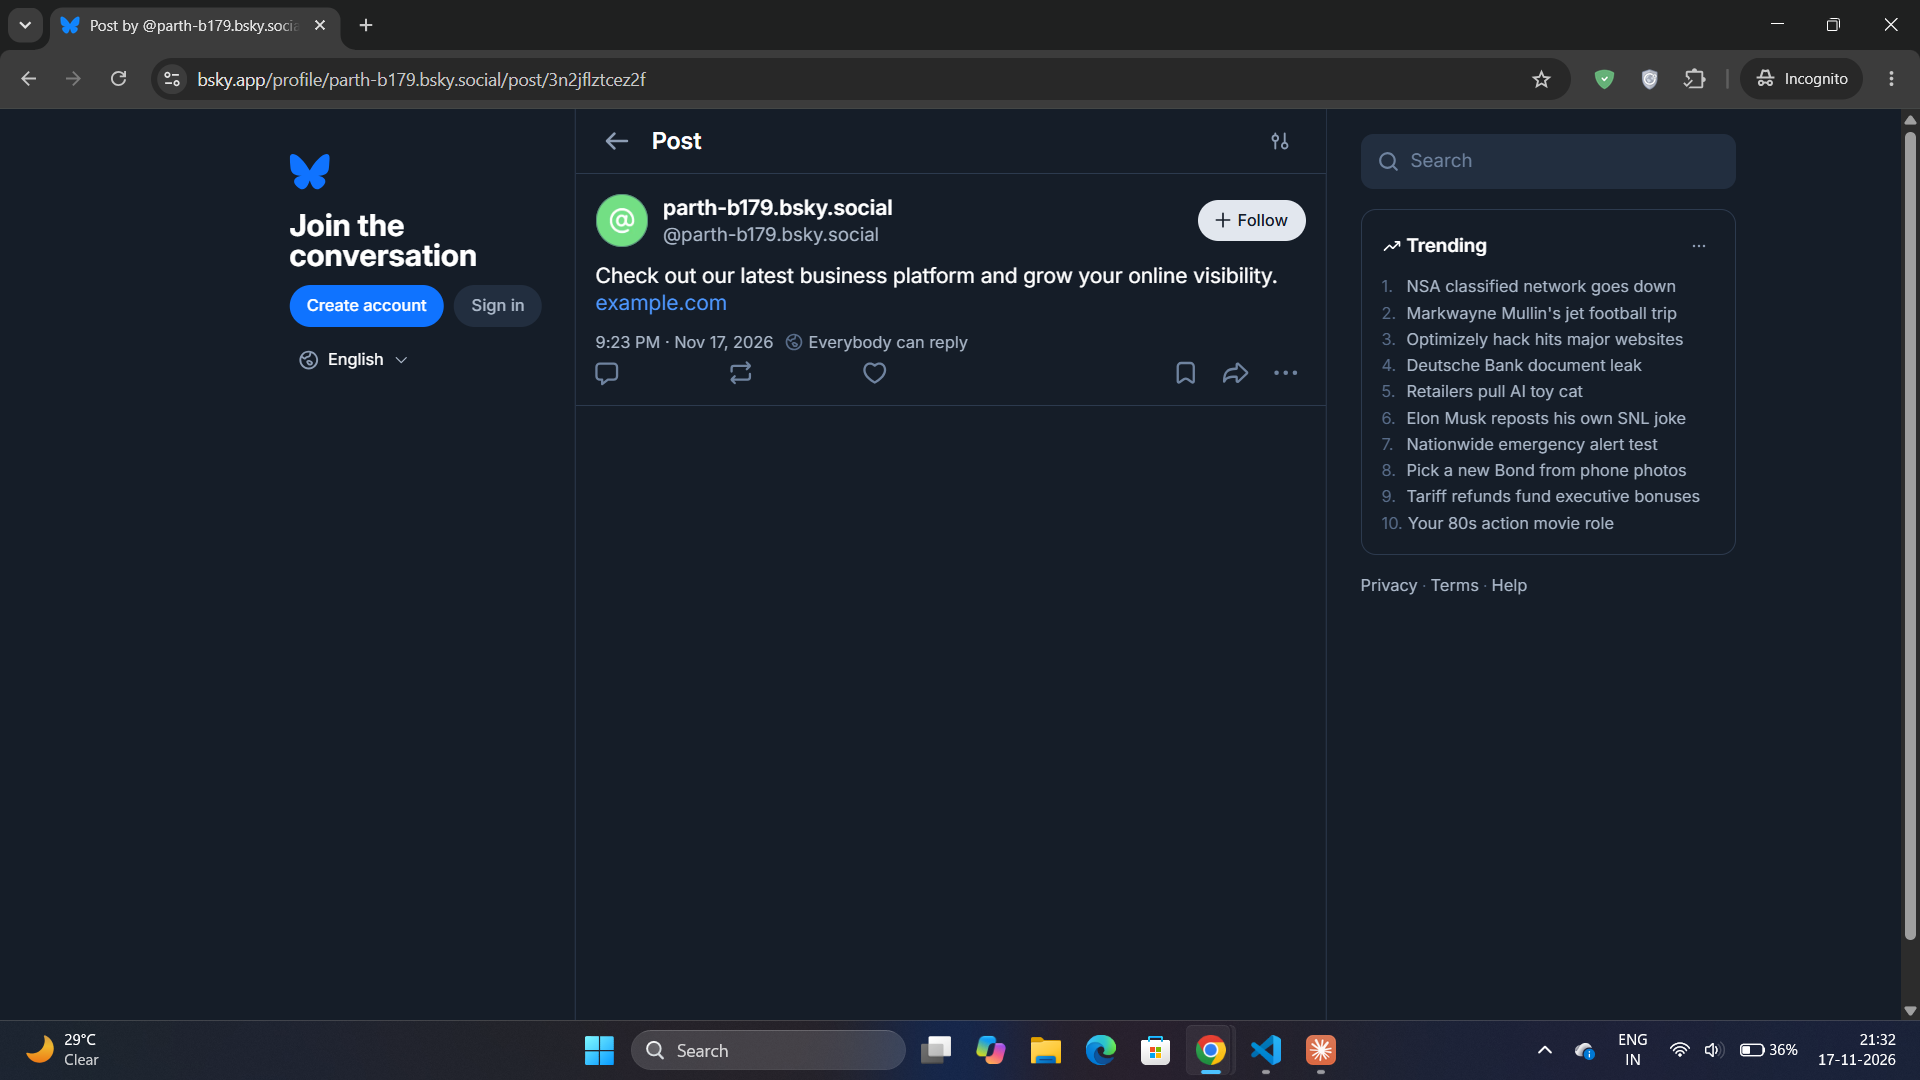 Post by @parth-b179.bsky.socia
bsky.app/profile/parth-b179.bsky.social/post/3n2jflztcez2f
Incognito
Join the
conversation
Create account
Sign in
English
Post
@
parth-b179.bsky.social
@parth-b179.bsky.social
+ Follow
Check out our latest business platform and grow your online visibility.
example.com
9:23 PM · Nov 17, 2026 Everybody can reply
Search
Trending
1. NSA classified network goes down
2. Markwayne Mullin's jet football trip
3. Optimizely hack hits major websites
4. Deutsche Bank document leak
5. Retailers pull AI toy cat
6. Elon Musk reposts his own SNL joke
7. Nationwide emergency alert test
8. Pick a new Bond from phone photos
9. Tariff refunds fund executive bonuses
10. Your 80s action movie role
Privacy · Terms · Help
29°C
Clear
Search
ENG
IN
36%
21:32
17-11-2026